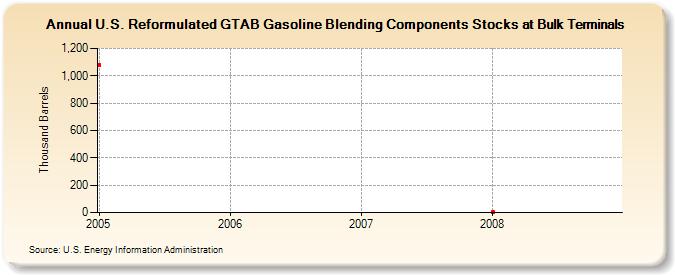 Annual U.S. Reformulated GTAB Gasoline Blending Components Stocks at Bulk Terminals
Thousand Barrels
1,200
1,000
800
600
400
200
0
2005 2006 2007 2008
Source: U.S. Energy Information Administration